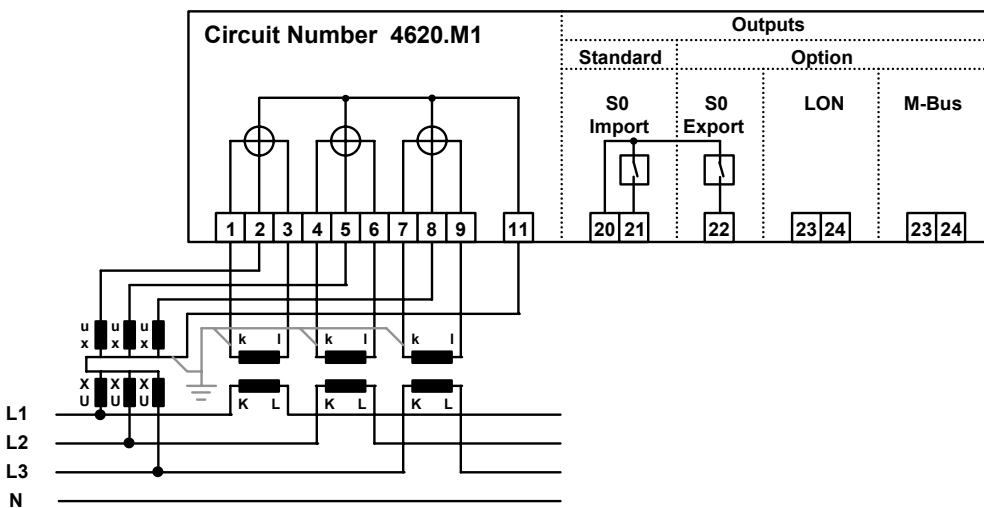 Circuit Number 4620.M1
Outputs
Standard Option
S0 Import S0 Export LON M-Bus
1 2 3 4 5 6 7 8 9 11 20 21 22 23 24 23 24
u u u
x x x
k l k l k l
X X X
U U U
K L K L K L
L1
L2
L3
N